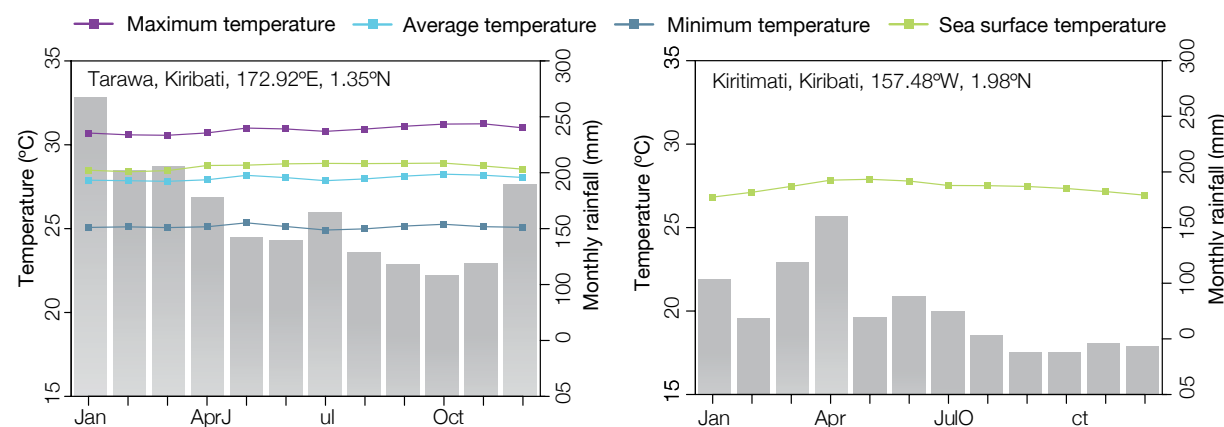 Maximum temperature Average temperature Minimum temperature Sea surface temperature
Tarawa, Kiribati, 172.92ºE, 1.35ºN
Temperature (ºC)
35
30
25
20
15
Monthly rainfall (mm)
300
250
200
150
100
0
05
Jan AprJ ul Oct
Kiritimati, Kiribati, 157.48ºW, 1.98ºN
Temperature (ºC)
35
30
25
20
15
Monthly rainfall (mm)
300
250
200
150
100
0
05
Jan Apr JulO ct